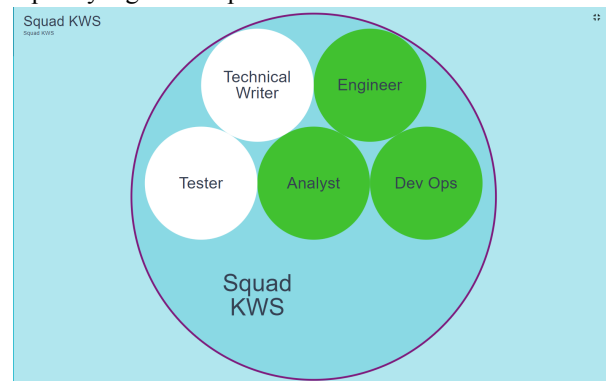 Squad KWS
Squad KWS
Technical
Writer
Engineer
Tester
Analyst
Dev Ops
Squad
KWS